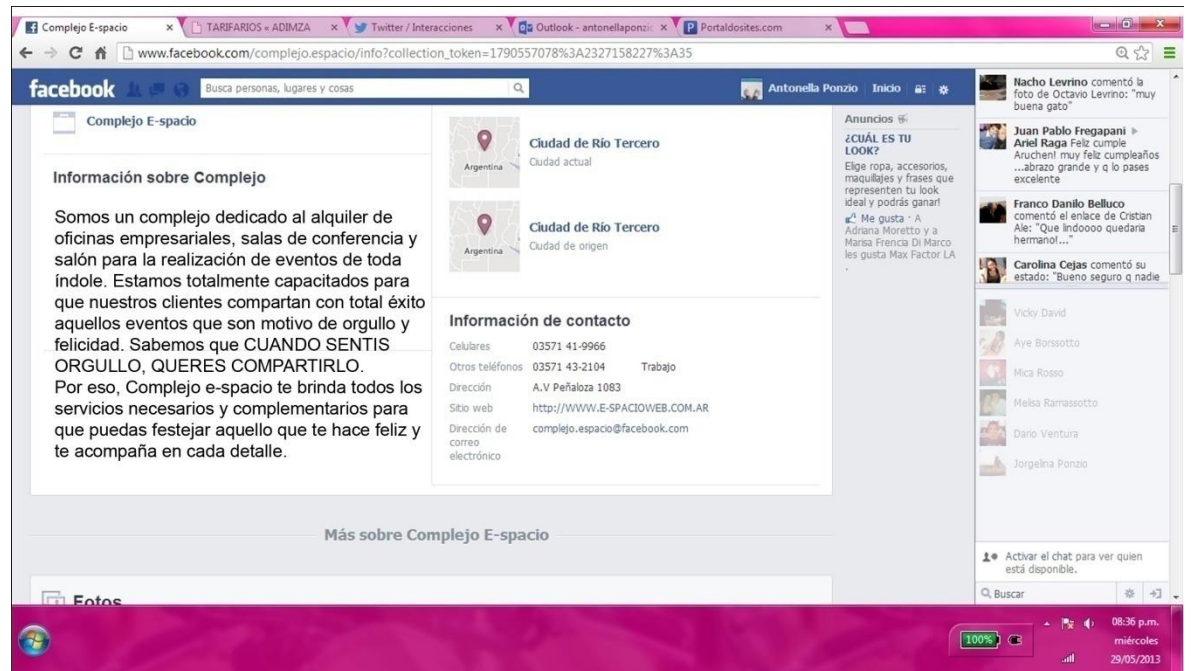 Complejo E-spacio
TARIFARIOS « ADIMZA
Twitter / Interacciones
Outlook - antonellaponzic
Portaldosites.com
www.facebook.com/complejo.espacio/info?collection_token=1790557078%3A2327158227%3A35
facebook
Busca personas, lugares y cosas
Antonella Ponzio Inicio
Complejo E-spacio
Información sobre Complejo
Somos un complejo dedicado al alquiler de
oficinas empresariales, salas de conferencia y
salón para la realización de eventos de toda
índole. Estamos totalmente capacitados para
que nuestros clientes compartan con total éxito
aquellos eventos que son motivo de orgullo y
felicidad. Sabemos que CUANDO SENTIS
ORGULLO, QUERES COMPARTIRLO.
Por eso, Complejo e-spacio te brinda todos los
servicios necesarios y complementarios para
que puedas festejar aquello que te hace feliz y
te acompaña en cada detalle.
Argentina
Ciudad de Río Tercero
Ciudad actual
Argentina
Ciudad de Río Tercero
Ciudad de origen
Información de contacto
Celulares 03571 41-9966
Otros teléfonos 03571 43-2104 Trabajo
Dirección A.V Peñaloza 1083
Sitio web http://WWW.E-SPACIOWEB.COM.AR
Dirección de complejo.espacio@facebook.com
correo
electrónico
Más sobre Complejo E-spacio
Fotos
Anuncios
¿CUÁL ES TU
LOOK?
Elige ropa, accesorios,
maquillajes y frases que
representen tu look
ideal y podrás ganar!
Me gusta · A
Adriana Moretto y a
Marisa Frencia Di Marco
les gusta Max Factor LA
.
Nacho Levrino comentó la
foto de Octavio Levrino: "muy
buena gato"
Juan Pablo Fregapani ▸
Ariel Raga Feliz cumple
Aruchen! muy feliz cumpleaños
...abrazo grande y q lo pases
excelente
Franco Danilo Belluco
comentó el enlace de Cristian
Ale: "Que lindoooo quedaria
hermano!..."
Carolina Cejas comentó su
estado: "Bueno seguro q nadie
Vicky David
Aye Borssotto
Mica Rosso
Melisa Ramassotto
Dario Ventura
Jorgelina Ponzio
Activar el chat para ver quien
está disponible.
Buscar
100%
08:36 p.m.
miércoles
29/05/2013